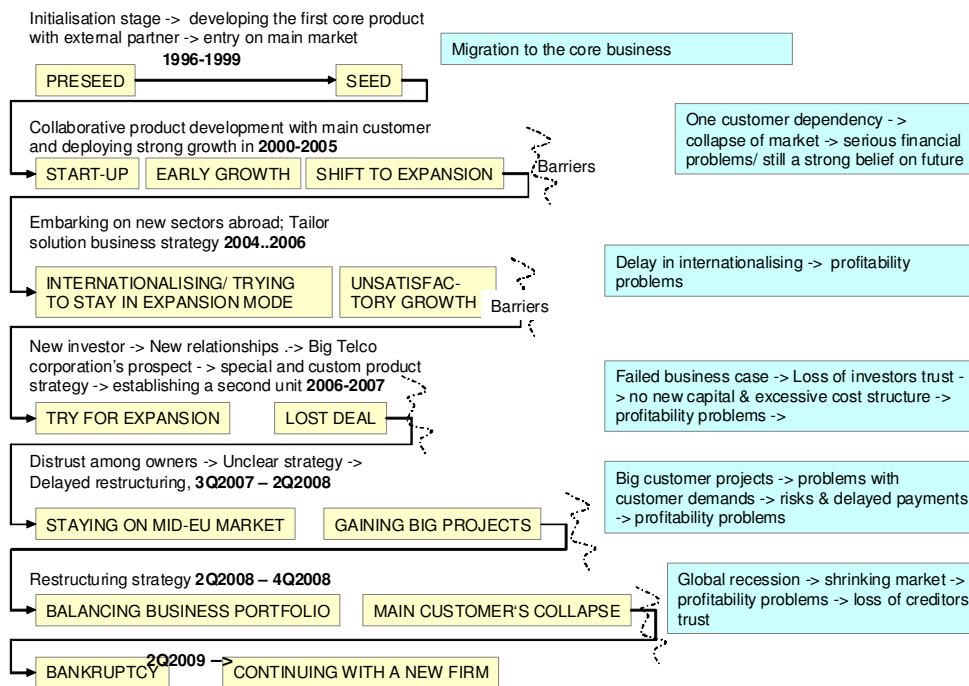 Initialisation stage -> developing the first core product
with external partner -> entry on main market
1996-1999
Migration to the core business
PRESEED
SEED
Collaborative product development with main customer
and deploying strong growth in 2000-2005
Barriers
One customer dependency - >
collapse of market -> serious financial
problems/ still a strong belief on future
START-UP
EARLY GROWTH
SHIFT TO EXPANSION
Embarking on new sectors abroad; Tailor
solution business strategy 2004..2006
Delay in internationalising -> profitability
problems
INTERNATIONALISING/ TRYING
TO STAY IN EXPANSION MODE
UNSATISFAC-
TORY GROWTH
Barriers
New investor -> New relationships .-> Big Telco
corporation's prospect - > special and custom product
strategy -> establishing a second unit 2006-2007
Failed business case -> Loss of investors trust -
> no new capital & excessive cost structure ->
profitability problems ->
TRY FOR EXPANSION
LOST DEAL
Distrust among owners -> Unclear strategy ->
Delayed restructuring, 3Q2007 – 2Q2008
Big customer projects -> problems with
customer demands -> risks & delayed payments
-> profitability problems
STAYING ON MID-EU MARKET
GAINING BIG PROJECTS
Restructuring strategy 2Q2008 – 4Q2008
Global recession -> shrinking market ->
profitability problems -> loss of creditors
trust
BALANCING BUSINESS PORTFOLIO
MAIN CUSTOMER'S COLLAPSE
2Q2009 –>
BANKRUPTCY
CONTINUING WITH A NEW FIRM